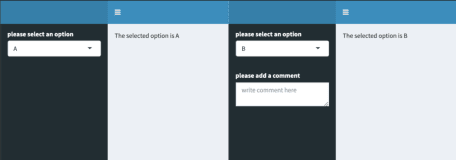 please select an option
A
The selected option is A
please select an option
B
please add a comment
write comment here
The selected option is B